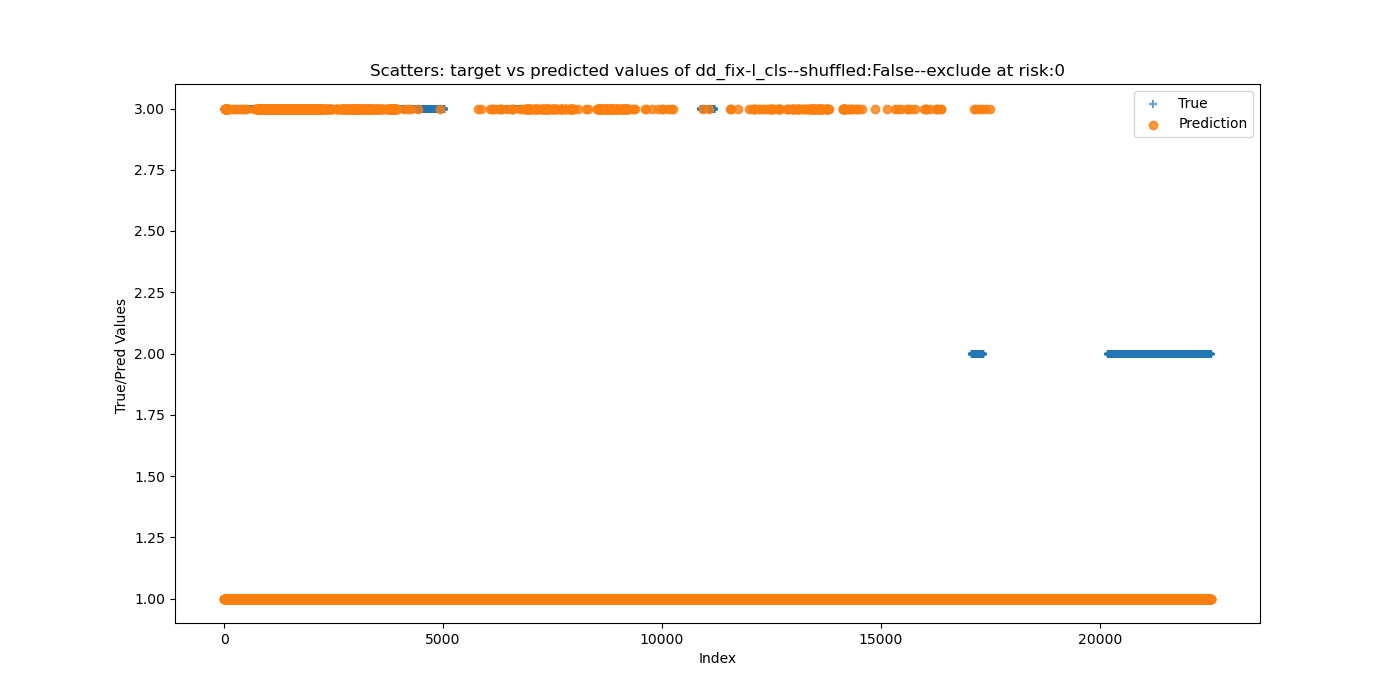 Scatters: target vs predicted values of dd_fix-l_cls--shuffled:False--exclude at risk:0
True
Prediction
3.00
2.75
2.50
2.25
2.00
1.75
1.50
1.25
1.00
True/Pred Values
0
5000
10000
15000
20000
Index